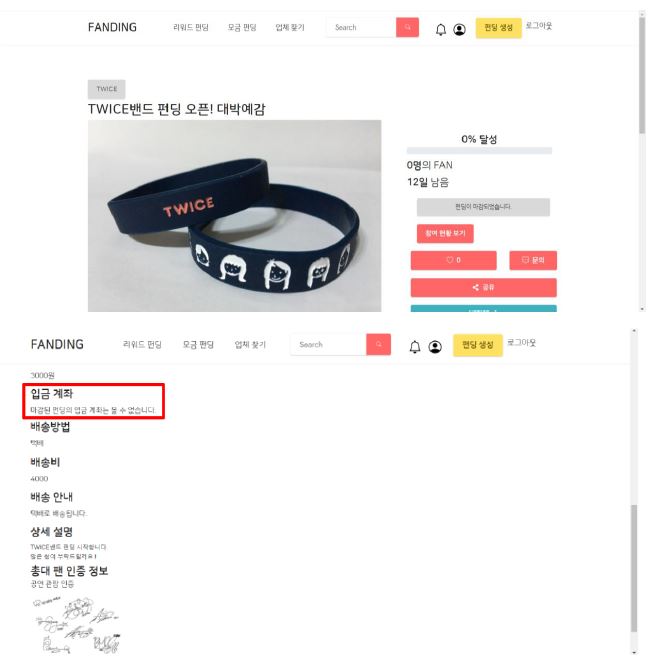 FANDING 리워드 펀딩 모금 펀딩 업체 찾기 Search 펀딩 생성 로그아웃
TWICE
TWICE밴드 펀딩 오픈! 대박예감
TWICE
0% 달성
0명의 FAN
12일 남음
펀딩이 마감되었습니다.
참여 현황 보기
0
문의
공유
FANDING 리워드 펀딩 모금 펀딩 업체 찾기 Search 펀딩 생성 로그아웃
3000원
입금 계좌
마감된 펀딩의 입금 계좌는 볼 수 없습니다.
배송방법
택배
배송비
4000
배송 안내
택배로 배송됩니다.
상세 설명
TWICE밴드 펀딩 시작합니다
많은 참여 부탁드릴게요!
총대 팬 인증 정보
공연 관람 인증